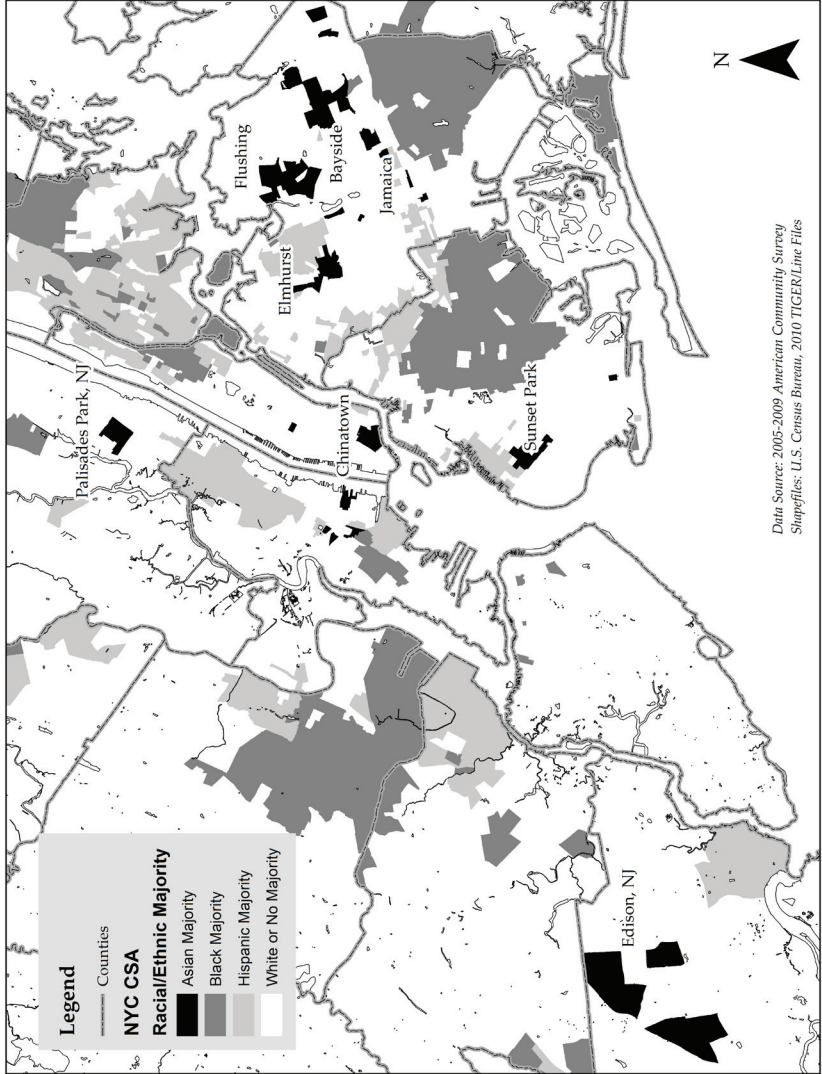 Legend
Counties
NYC CSA
Racial/Ethnic Majority
Asian Majority
Black Majority
Hispanic Majority
White or No Majority
Palisades Park, NJ
Flushing
Bayside
Elmhurst
Jamaica
Chinatown
Sunset Park
Edison, NJ
N
Data Source: 2005-2009 American Community Survey
Shapefiles: U.S. Census Bureau, 2010 TIGER/Line Files